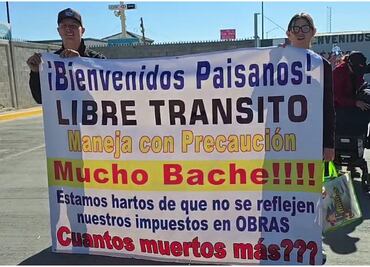 BIENVENIDOS
¡Bienvenidos Paisanos!
LIBRE TRANSITO
Maneja con Precaución
Mucho Bache!!!!
Estamos hartos de que no se reflejen
nuestros impuestos en OBRAS
Cuantos muertos más???